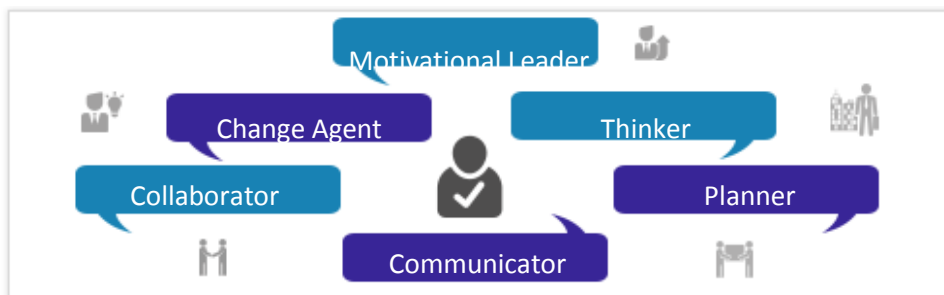 Motivational Leader
Change Agent
Thinker
Collaborator
Planner
Communicator